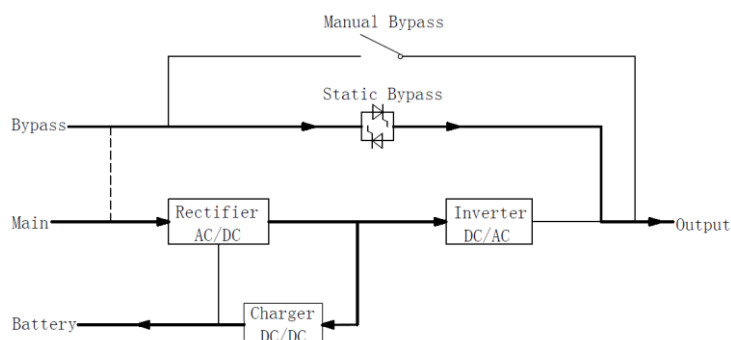 Manual Bypass
Static Bypass
Bypass
Main
Rectifier
AC/DC
Inverter
DC/AC
Output
Battery
Charger
DC/DC